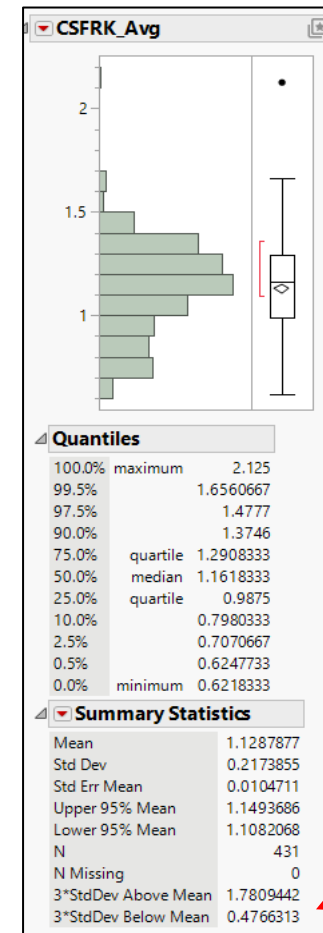 CSFRK_Avg
2
1.5
1
Quantiles
100.0% maximum 2.125
99.5% 1.6560667
97.5% 1.4777
90.0% 1.3746
75.0% quartile 1.2908333
50.0% median 1.1618333
25.0% quartile 0.9875
10.0% 0.7980333
2.5% 0.7070667
0.5% 0.6247733
0.0% minimum 0.6218333
Summary Statistics
Mean 1.1287877
Std Dev 0.2173855
Std Err Mean 0.0104711
Upper 95% Mean 1.1493686
Lower 95% Mean 1.1082068
N 431
N Missing 0
3*StdDev Above Mean 1.7809442
3*StdDev Below Mean 0.4766313